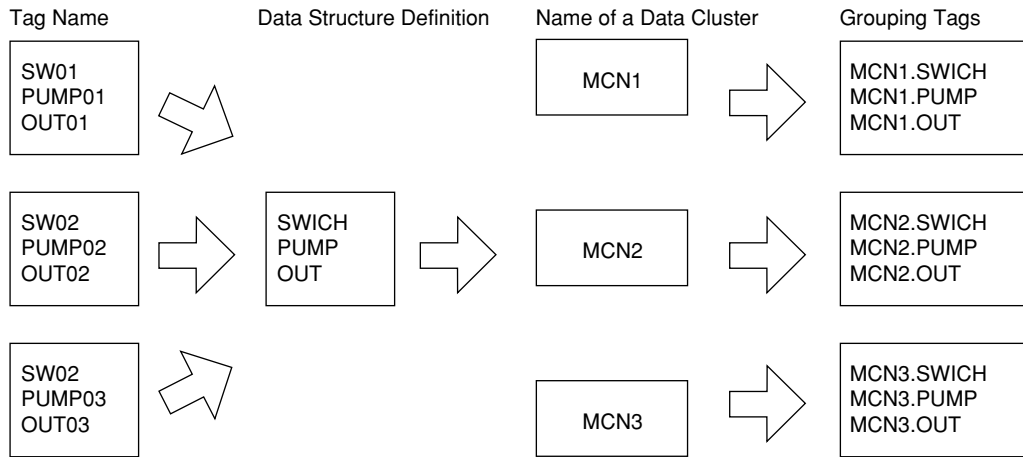 Tag Name
Data Structure Definition
Name of a Data Cluster
Grouping Tags
SW01
PUMP01
OUT01
MCN1
MCN1.SWICH
MCN1.PUMP
MCN1.OUT
SW02
PUMP02
OUT02
SWICH
PUMP
OUT
MCN2
MCN2.SWICH
MCN2.PUMP
MCN2.OUT
SW02
PUMP03
OUT03
MCN3
MCN3.SWICH
MCN3.PUMP
MCN3.OUT